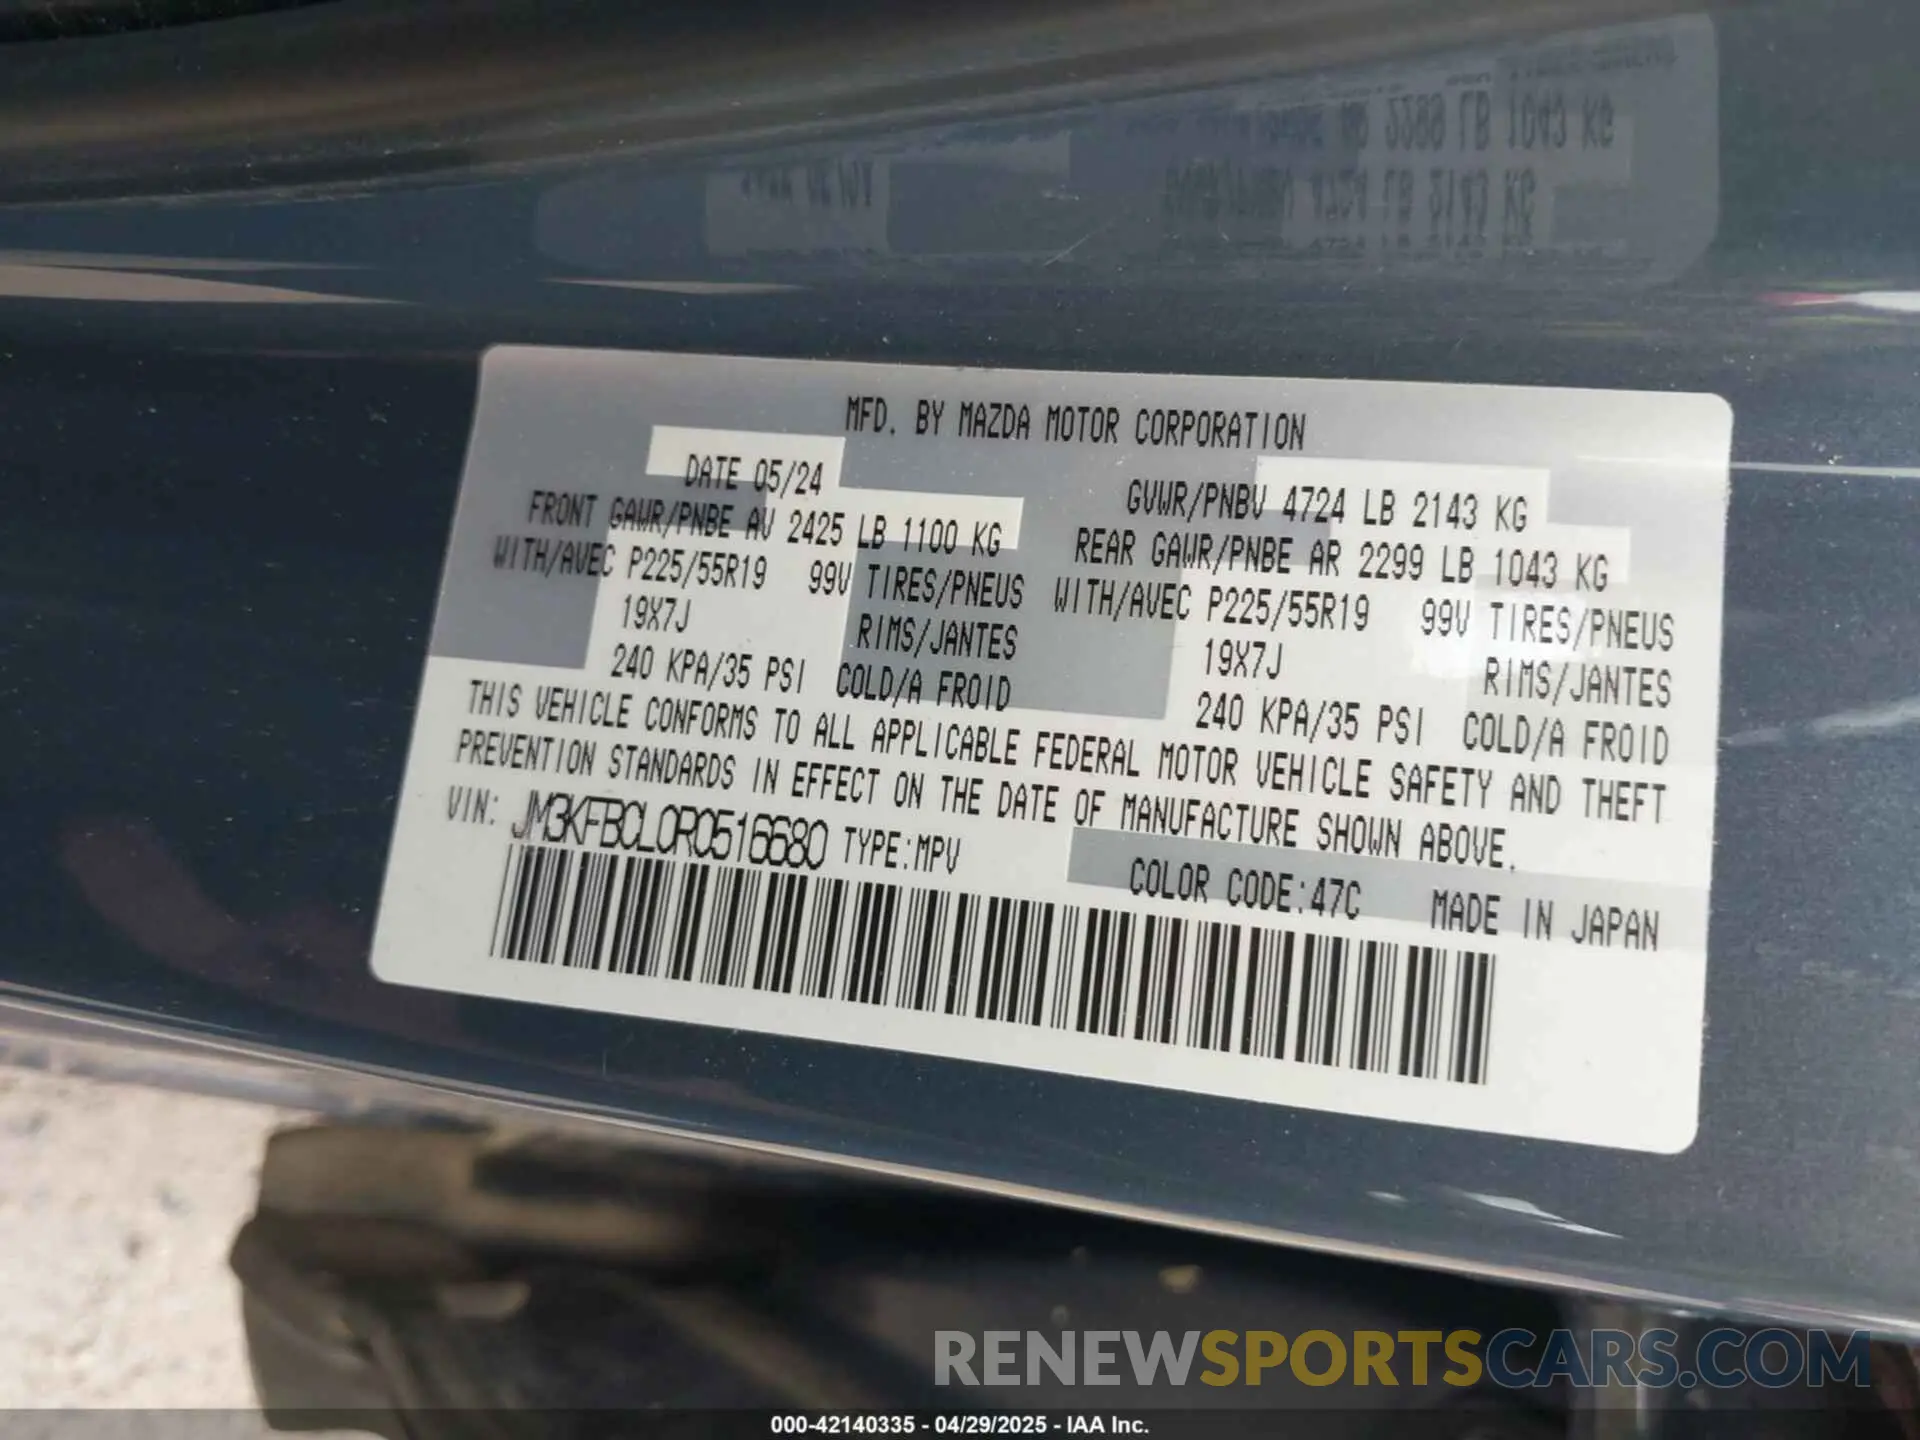 MFD. BY MAZDA MOTOR CORPORATION
DATE 05/24
GVWR/PNBV 4724 LB 2143 KG
FRONT GAWR/PNBE AV 2425 LB 1100 KG
REAR GAWR/PNBE AR 2299 LB 1043 KG
WITH/AVEC P225/55R19 99V TIRES/PNEUS
WITH/AVEC P225/55R19 99V TIRES/PNEUS
19X7J RIMS/JANTES
19X7J RIMS/JANTES
240 KPA/35 PSI COLD/A FROID
240 KPA/35 PSI COLD/A FROID
THIS VEHICLE CONFORMS TO ALL APPLICABLE FEDERAL MOTOR VEHICLE SAFETY AND THEFT
PREVENTION STANDARDS IN EFFECT ON THE DATE OF MANUFACTURE SHOWN ABOVE.
VIN: JM3KFBCL0R0516680 TYPE:MPV
COLOR CODE:47C MADE IN JAPAN
RENEWSPORTSCARS.COM
000-42140335 - 04/29/2025 - IAA Inc.